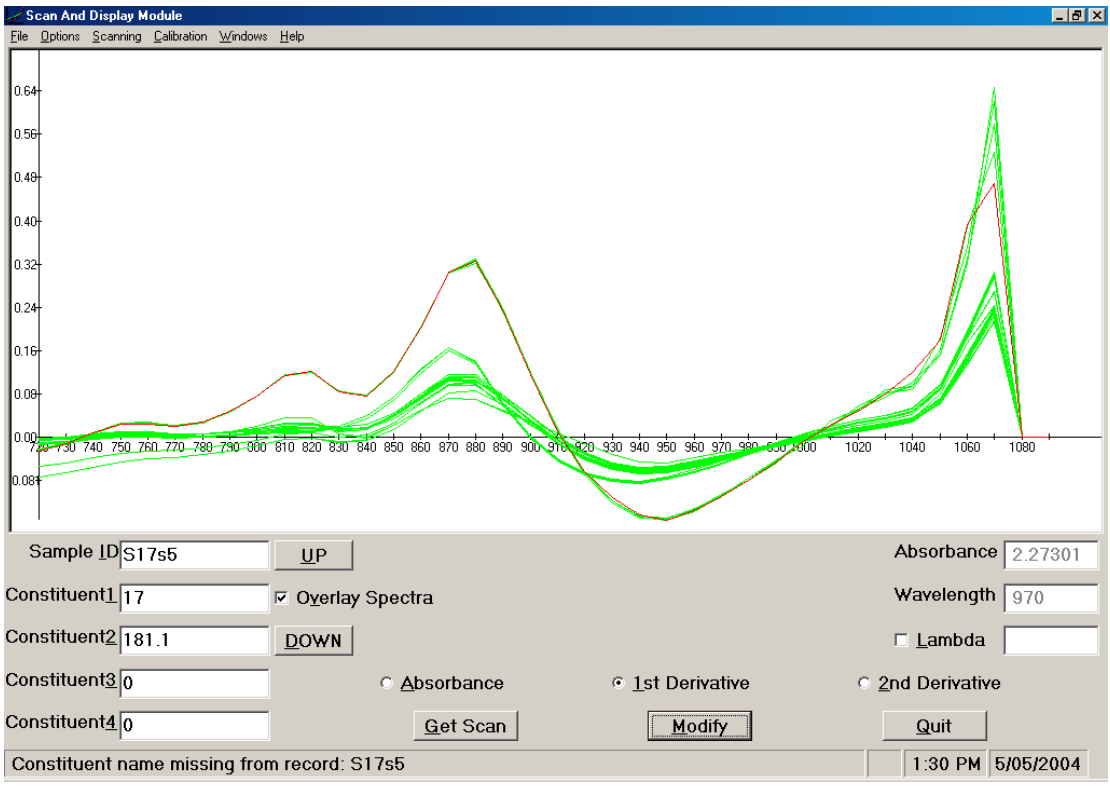 Scan And Display Module
File Options Scanning Calibration Windows Help
0.64
0.56
0.48
0.40
0.32
0.24
0.16
0.08
0.00
720 730 740 750 760 770 780 790 800 810 820 830 840 850 860 870 880 890 900 910 920 930 940 950 960 970 980 990 1000 1020 1040 1060 1080
0.08
Sample ID S17s5 UP Absorbance 2.27301
Constituent1 17 Overlay Spectra Wavelength 970
Constituent2 181.1 DOWN Lambda
Constituent3 0 Absorbance 1st Derivative 2nd Derivative
Constituent4 0 Get Scan Modify Quit
Constituent name missing from record: S17s5 1:30 PM 5/05/2004